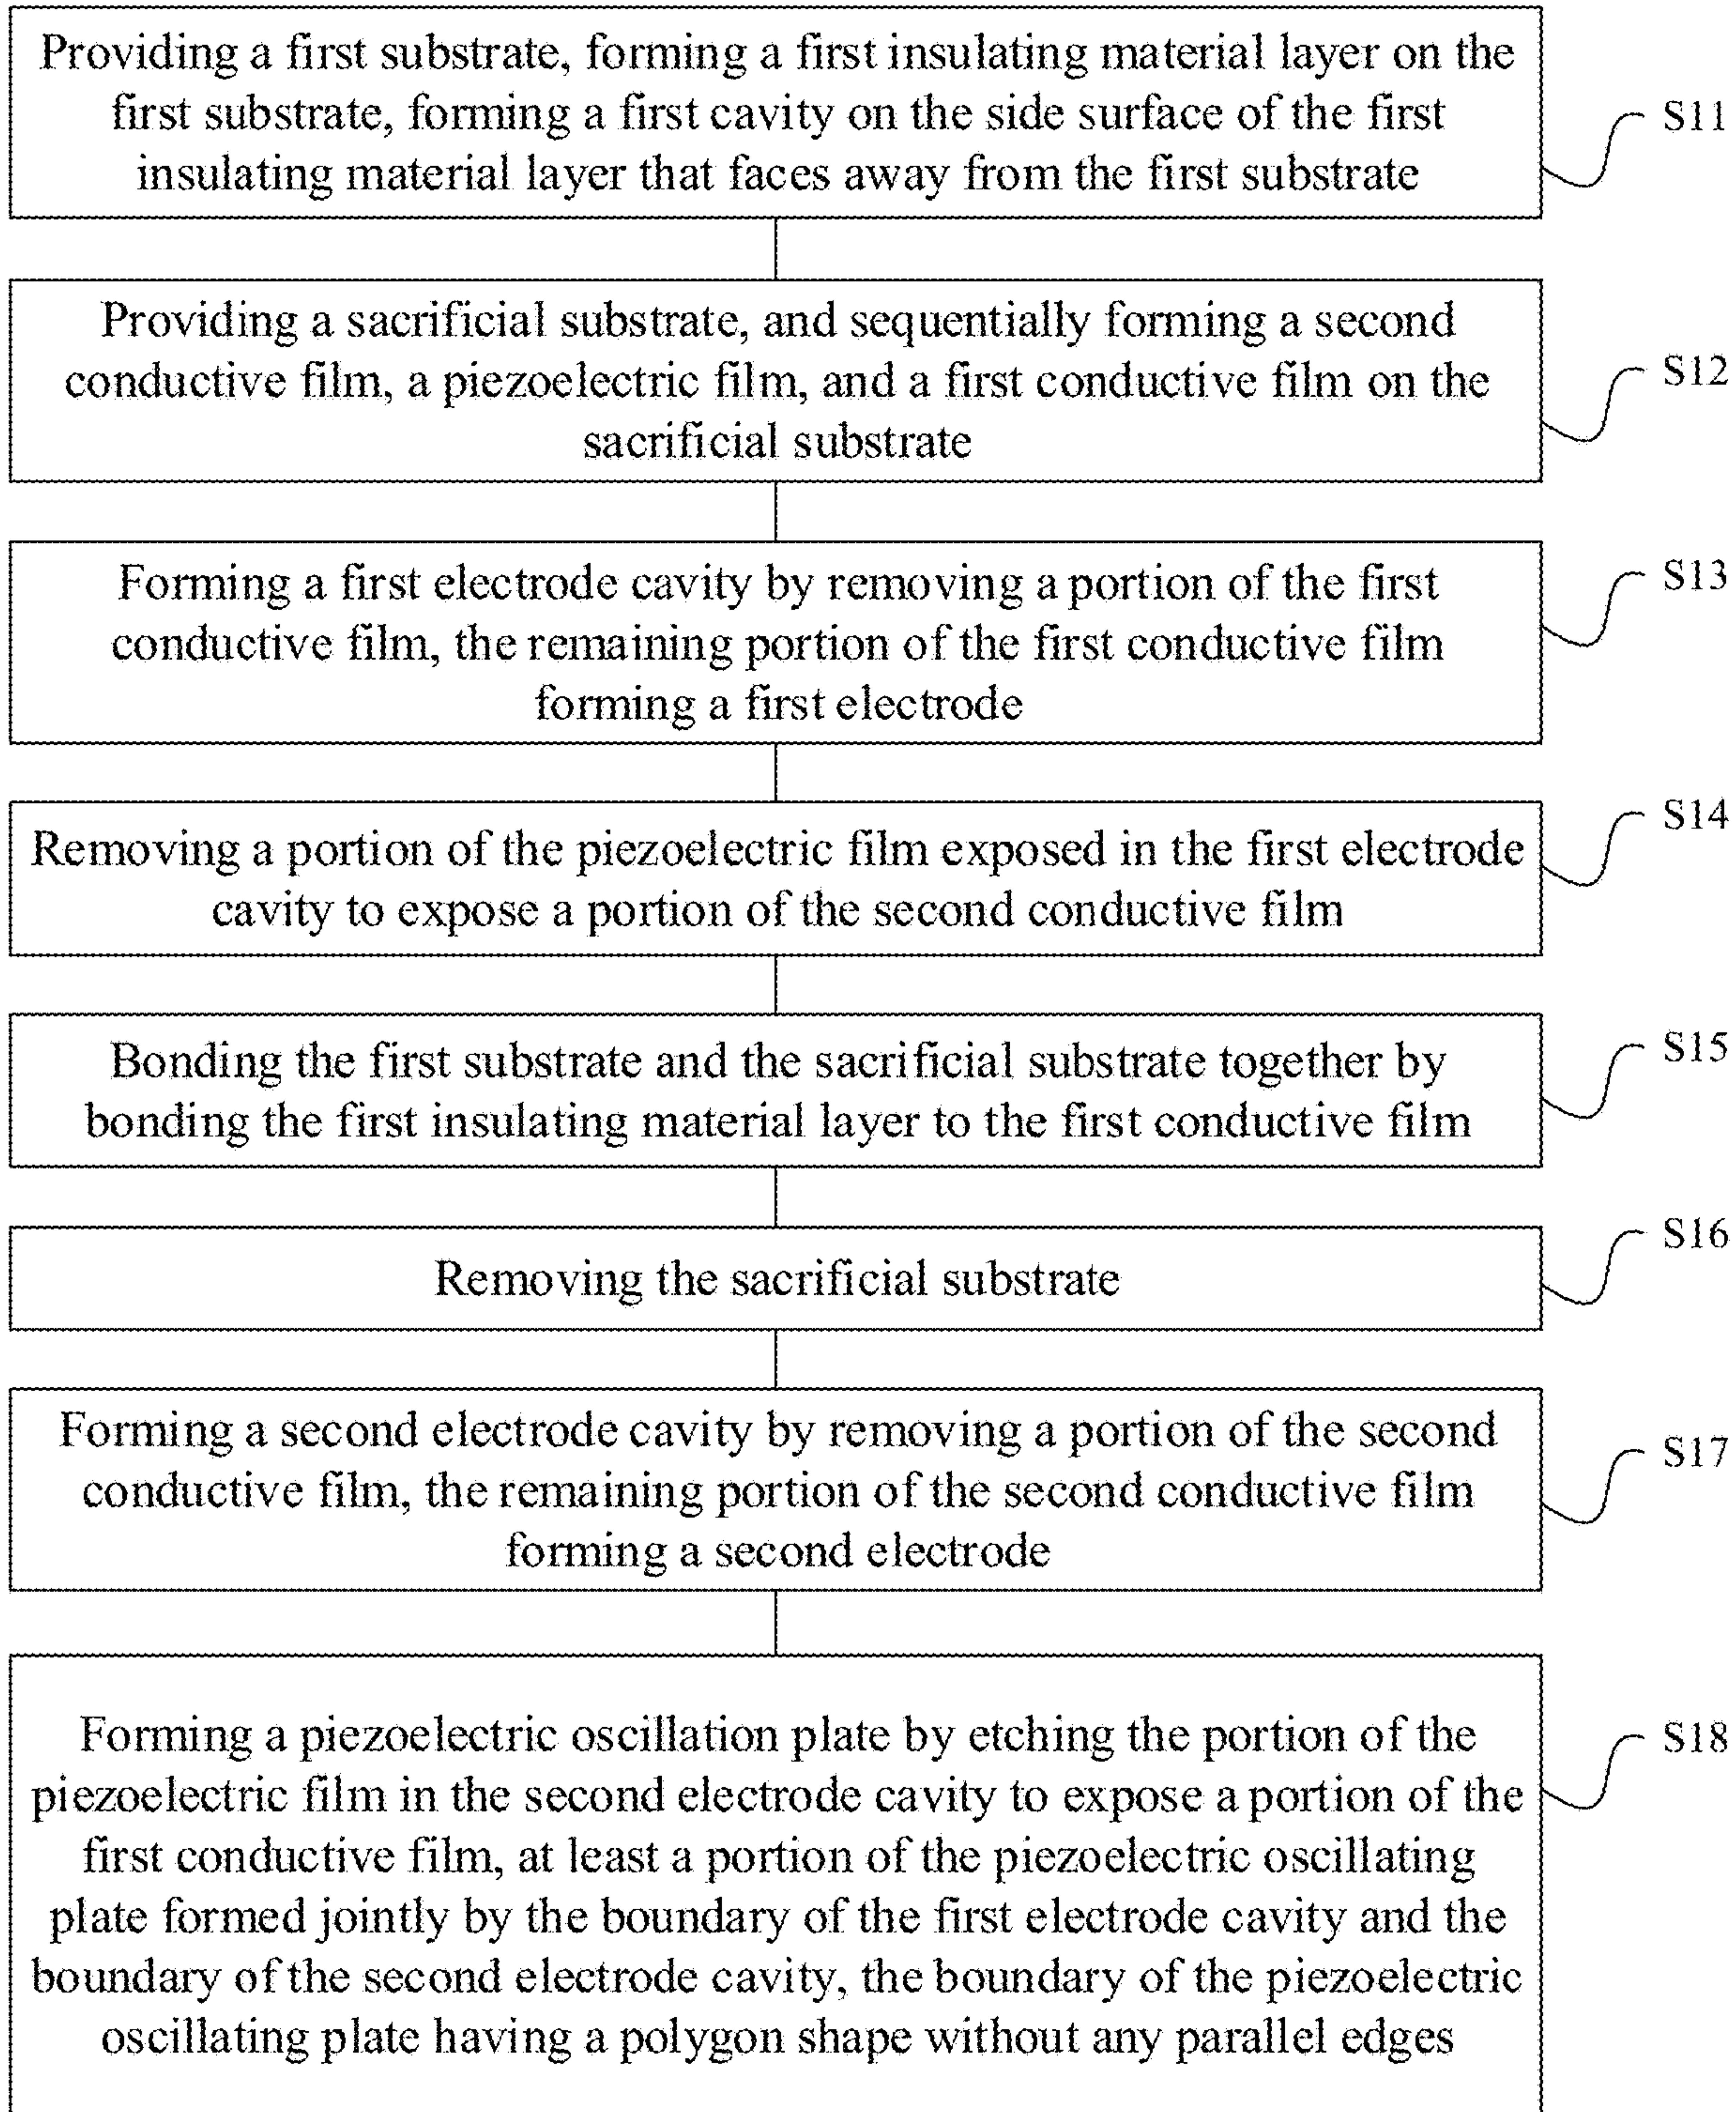 Providing a first substrate, forming a first insulating material layer on the
first substrate, forming a first cavity on the side surface of the first
insulating material layer that faces away from the first substrate
S11
Providing a sacrificial substrate, and sequentially forming a second
conductive film, a piezoelectric film, and a first conductive film on the
sacrificial substrate
S12
Forming a first electrode cavity by removing a portion of the first
conductive film, the remaining portion of the first conductive film
forming a first electrode
S13
Removing a portion of the piezoelectric film exposed in the first electrode
cavity to expose a portion of the second conductive film
S14
Bonding the first substrate and the sacrificial substrate together by
bonding the first insulating material layer to the first conductive film
S15
Removing the sacrificial substrate
S16
Forming a second electrode cavity by removing a portion of the second
conductive film, the remaining portion of the second conductive film
forming a second electrode
S17
Forming a piezoelectric oscillation plate by etching the portion of the
piezoelectric film in the second electrode cavity to expose a portion of the
first conductive film, at least a portion of the piezoelectric oscillating
plate formed jointly by the boundary of the first electrode cavity and the
boundary of the second electrode cavity, the boundary of the piezoelectric
oscillating plate having a polygon shape without any parallel edges
S18